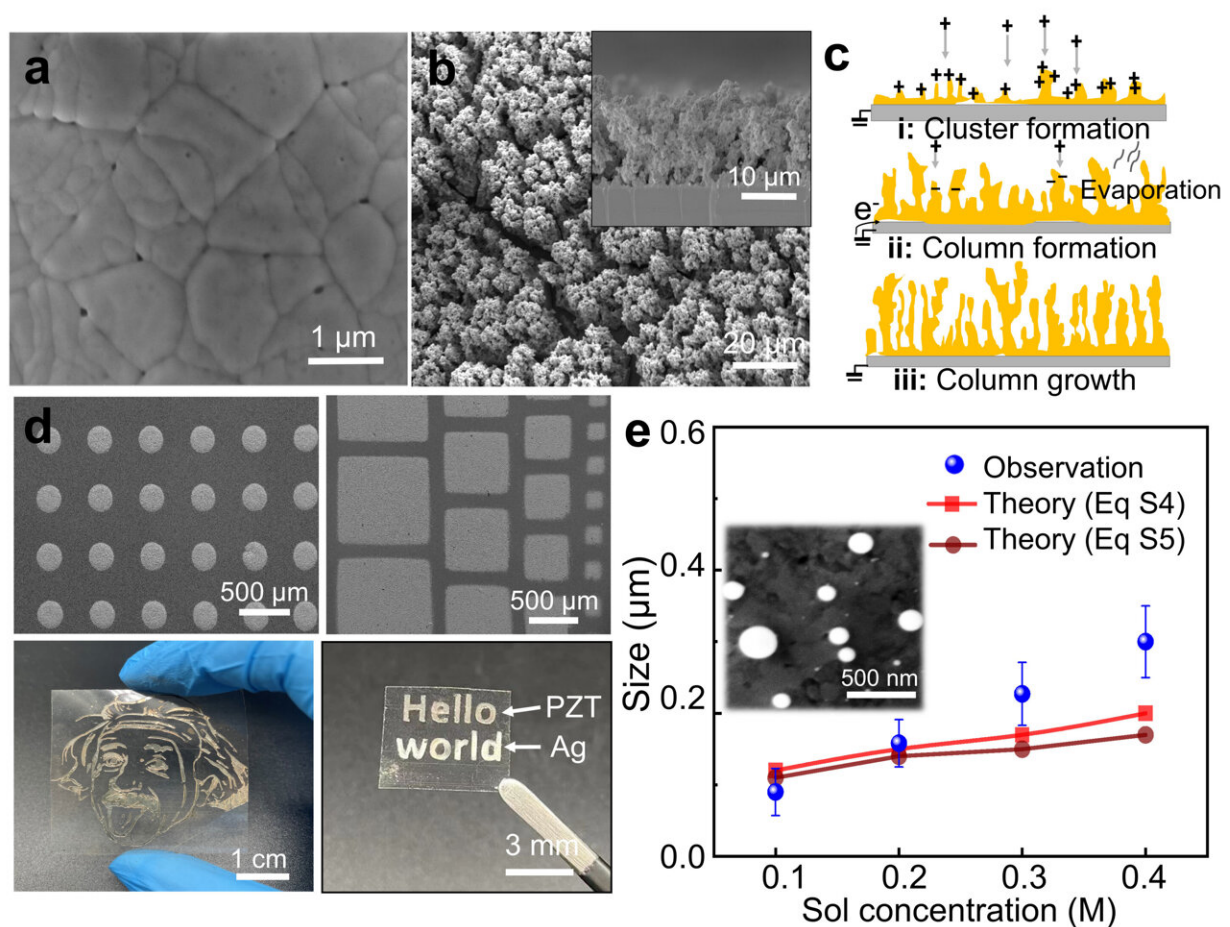 a
1 µm
b
10 µm
20 µm
c
i: Cluster formation
Evaporation
e-
ii: Column formation
iii: Column growth
d
500 µm
500 µm
1 cm
Hello
world
PZT
Ag
3 mm
e
0.6
0.4
0.2
0.0
Size (µm)
Observation
Theory (Eq S4)
Theory (Eq S5)
500 nm
0.1 0.2 0.3 0.4
Sol concentration (M)